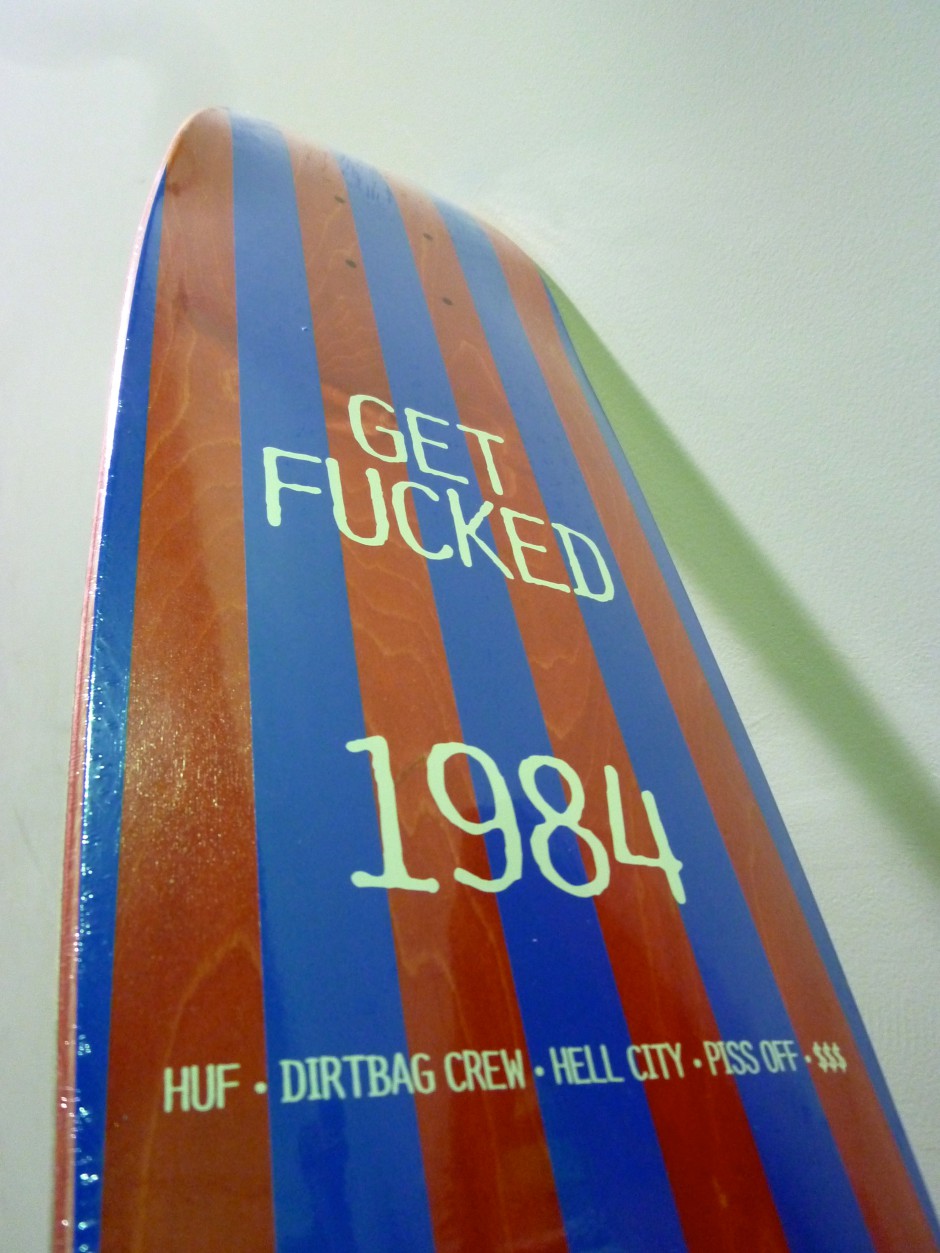 GET
FUCKED
1984
HUF • DIRTBAG CREW • HELL CITY • PISS OFF • $$$